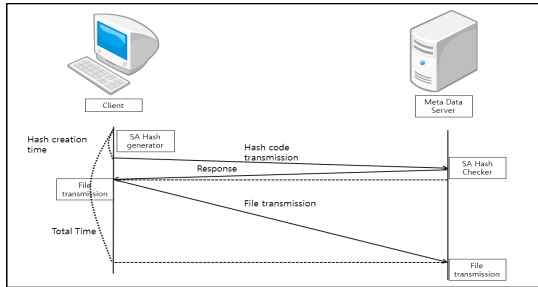 Client
Meta Data
Server
Hash creation
time
SA Hash
generator
Hash code
transmission
Response
SA Hash
Checker
File
transmission
File transmission
Total Time
File
transmission